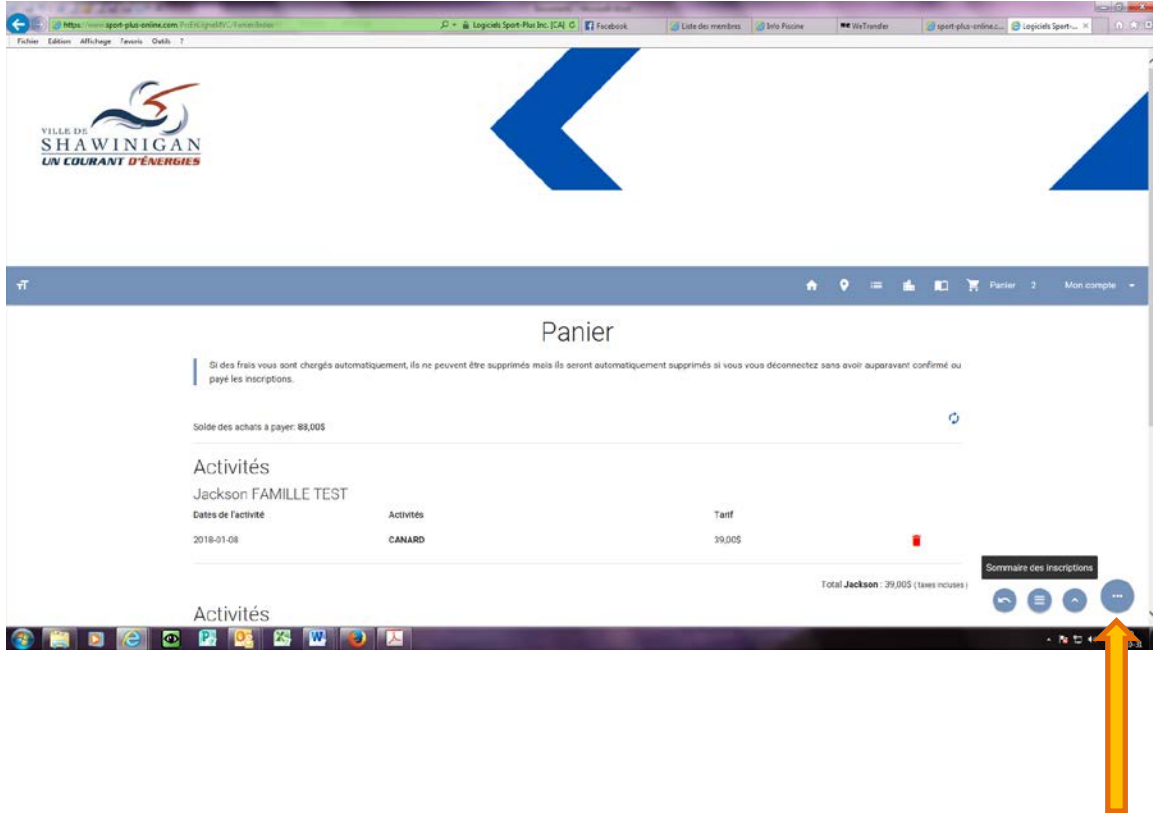 Logiciels Sport-Plus Inc. [CA]
Facebook
Liste des membres
Info Piscine
WeTransfer
sport-plus-online.c...
Logiciels Sport-...
Fichier Edition Affichage Favoris Outils ?
VILLE DE
SHAWINIGAN
UN COURANT D'ÉNERGIES
Panier 2 Mon compte
Panier
Si des frais vous sont chargés automatiquement, ils ne peuvent être supprimés mais ils seront automatiquement supprimés si vous vous déconnectez sans avoir auparavant confirmé ou
payé les inscriptions.
Solde des achats à payer: 88,00$
Activités
Jackson FAMILLE TEST
Dates de l'activité Activités Tarif
2018-01-08 CANARD 39,00$
Sommaire des inscriptions
Total Jackson : 39,00$ (taxes incluses)
Activités